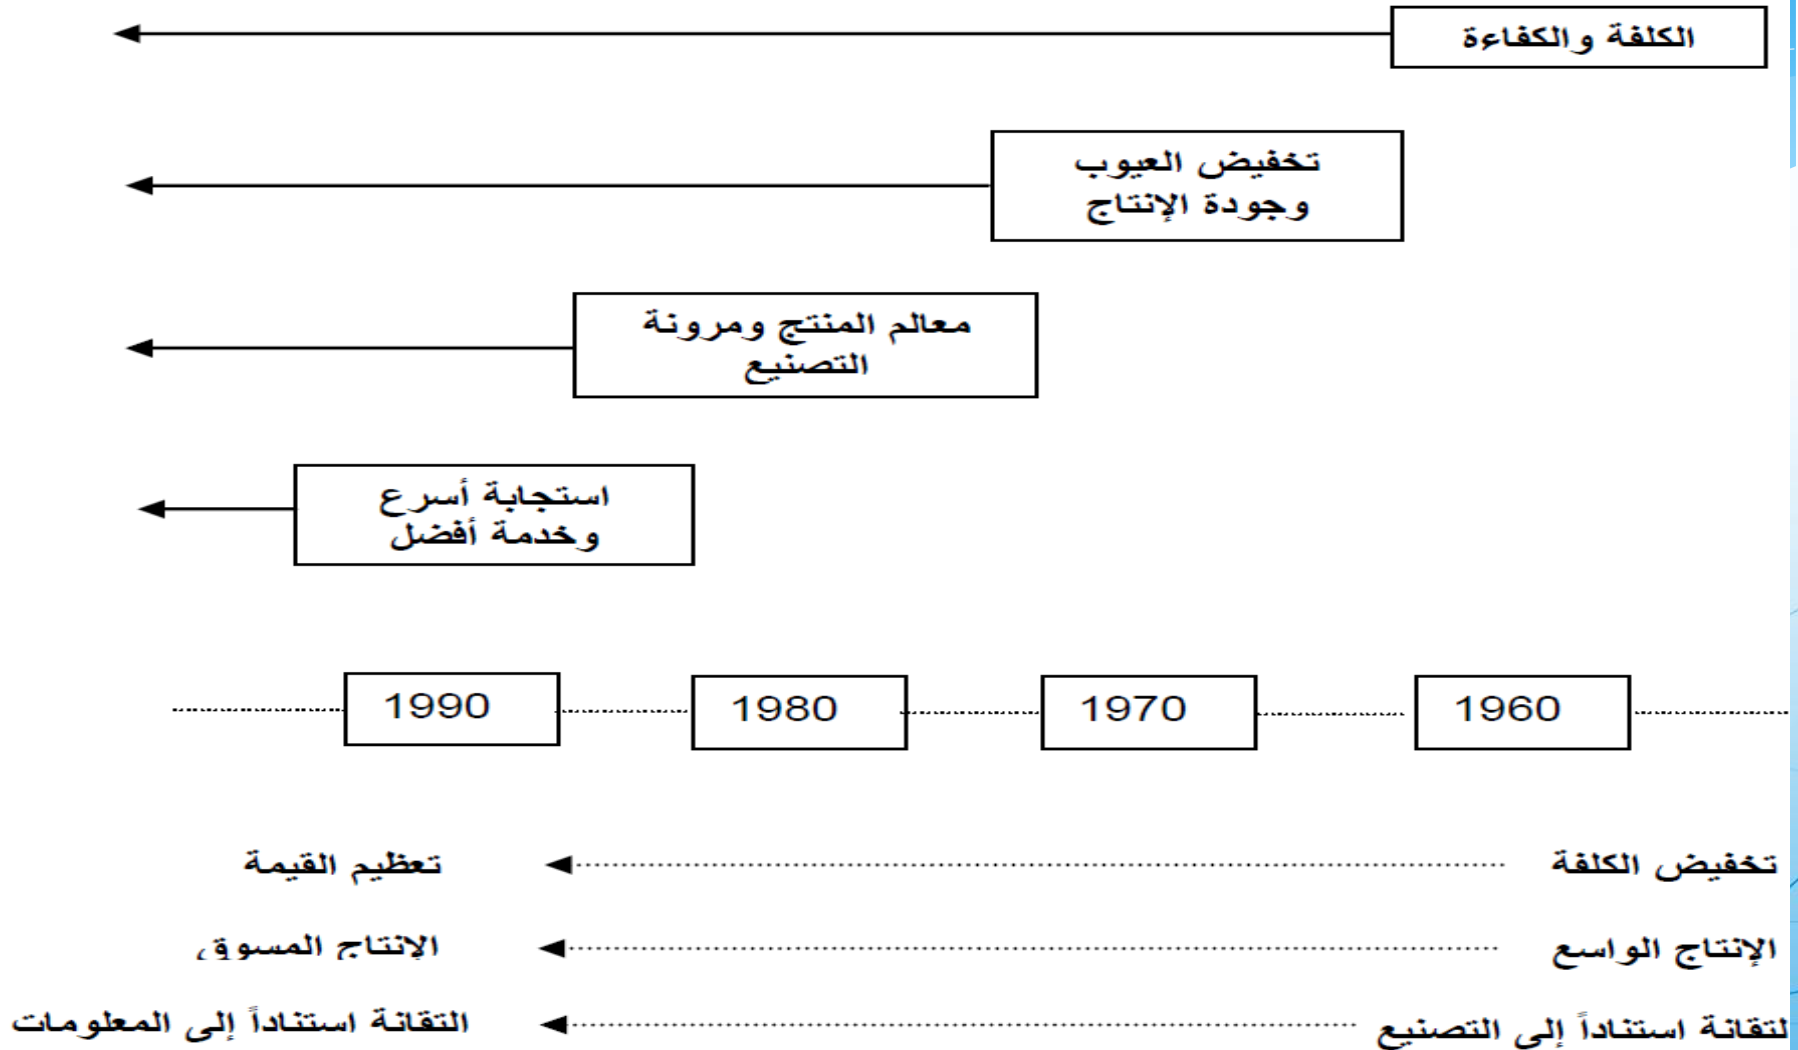 الكلفة والكفاءة
تخفيض العيوب
وجودة الإنتاج
معالم المنتج ومرونة
التصنيع
استجابة أسرع
وخدمة أفضل
1960
1970
1980
1990
تخفيض الكلفة
تعظيم القيمة
الإنتاج الواسع
الإنتاج المسوق
لتقانة استناداً إلى التصنيع
التقانة استناداً إلى المعلومات